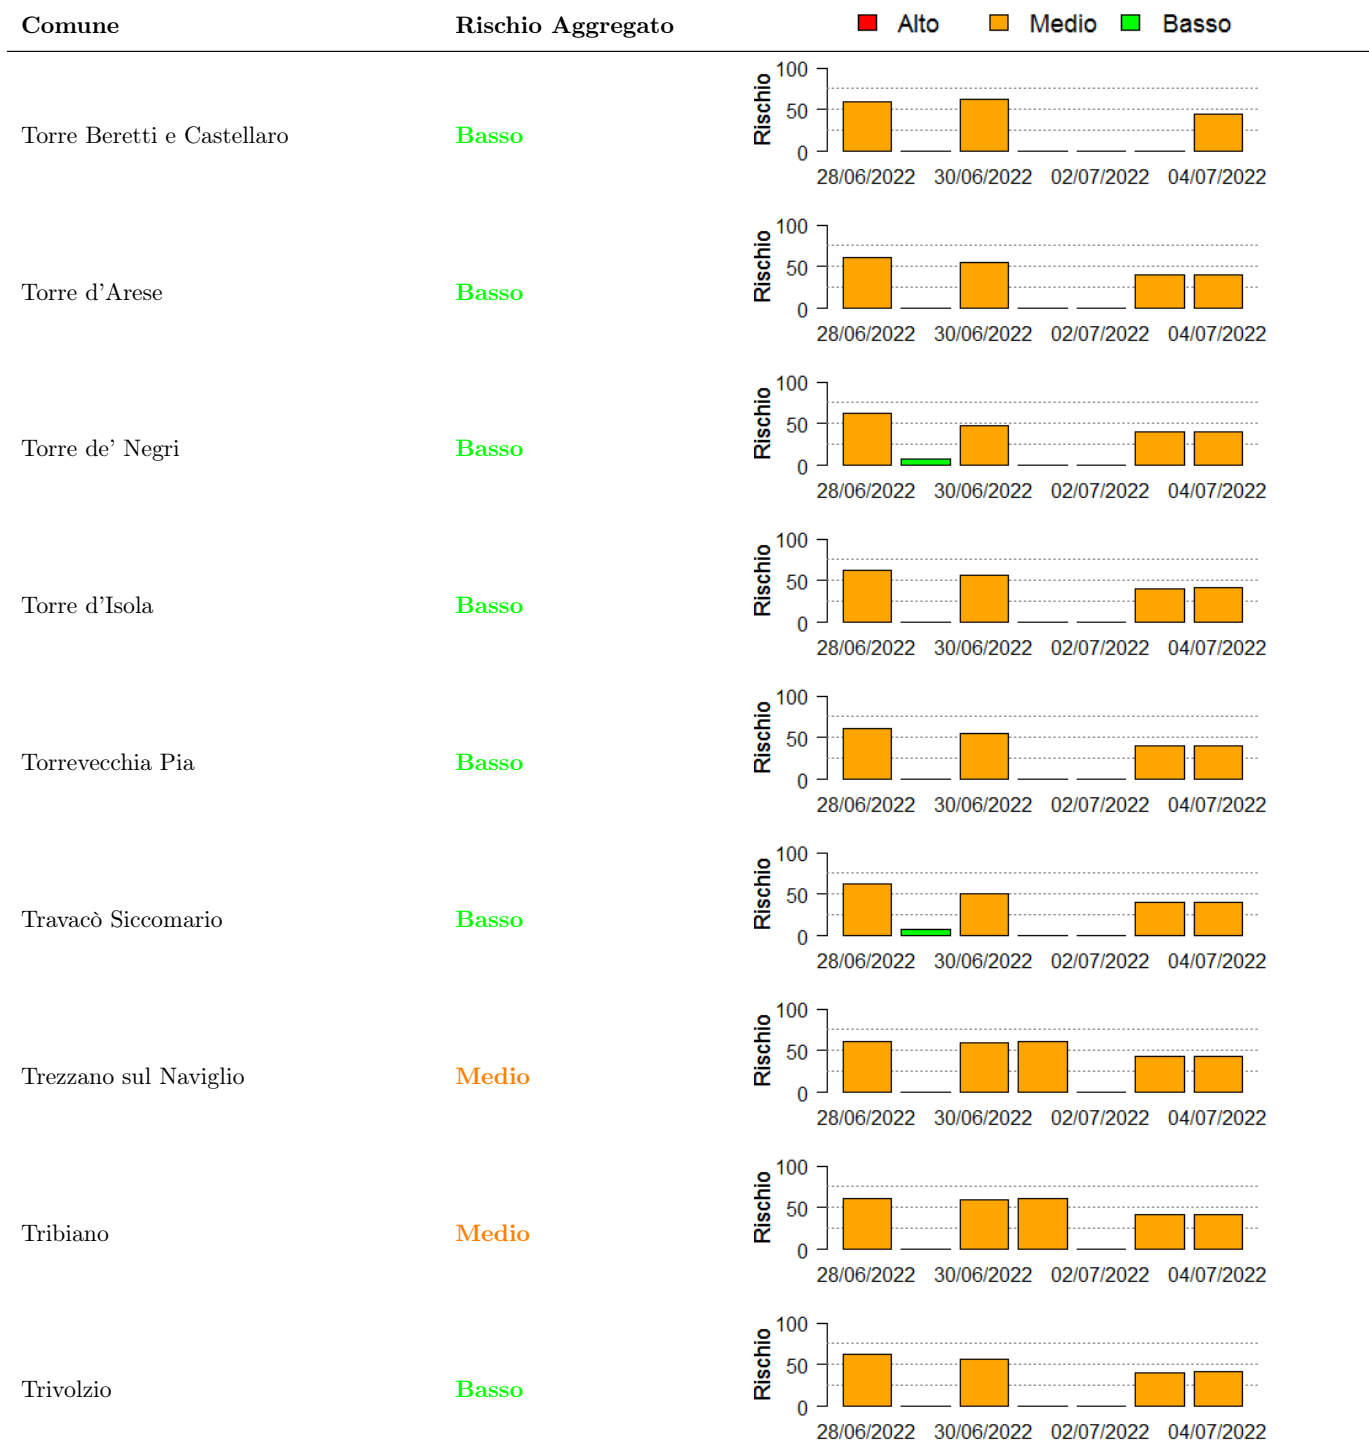 Comune Rischio Aggregato Alto Medio Basso
100
50
0
Rischio
Torre Beretti e Castellaro Basso
28/06/2022 30/06/2022 02/07/2022 04/07/2022
100
50
0
Rischio
Torre d'Arese Basso
28/06/2022 30/06/2022 02/07/2022 04/07/2022
100
50
0
Rischio
Torre de' Negri Basso
28/06/2022 30/06/2022 02/07/2022 04/07/2022
100
50
0
Rischio
Torre d'Isola Basso
28/06/2022 30/06/2022 02/07/2022 04/07/2022
100
50
0
Rischio
Torrevecchia Pia Basso
28/06/2022 30/06/2022 02/07/2022 04/07/2022
100
50
0
Rischio
Travacò Siccomario Basso
28/06/2022 30/06/2022 02/07/2022 04/07/2022
100
50
0
Rischio
Trezzano sul Naviglio Medio
28/06/2022 30/06/2022 02/07/2022 04/07/2022
100
50
0
Rischio
Tribiano Medio
28/06/2022 30/06/2022 02/07/2022 04/07/2022
100
50
0
Rischio
Trivolzio Basso
28/06/2022 30/06/2022 02/07/2022 04/07/2022